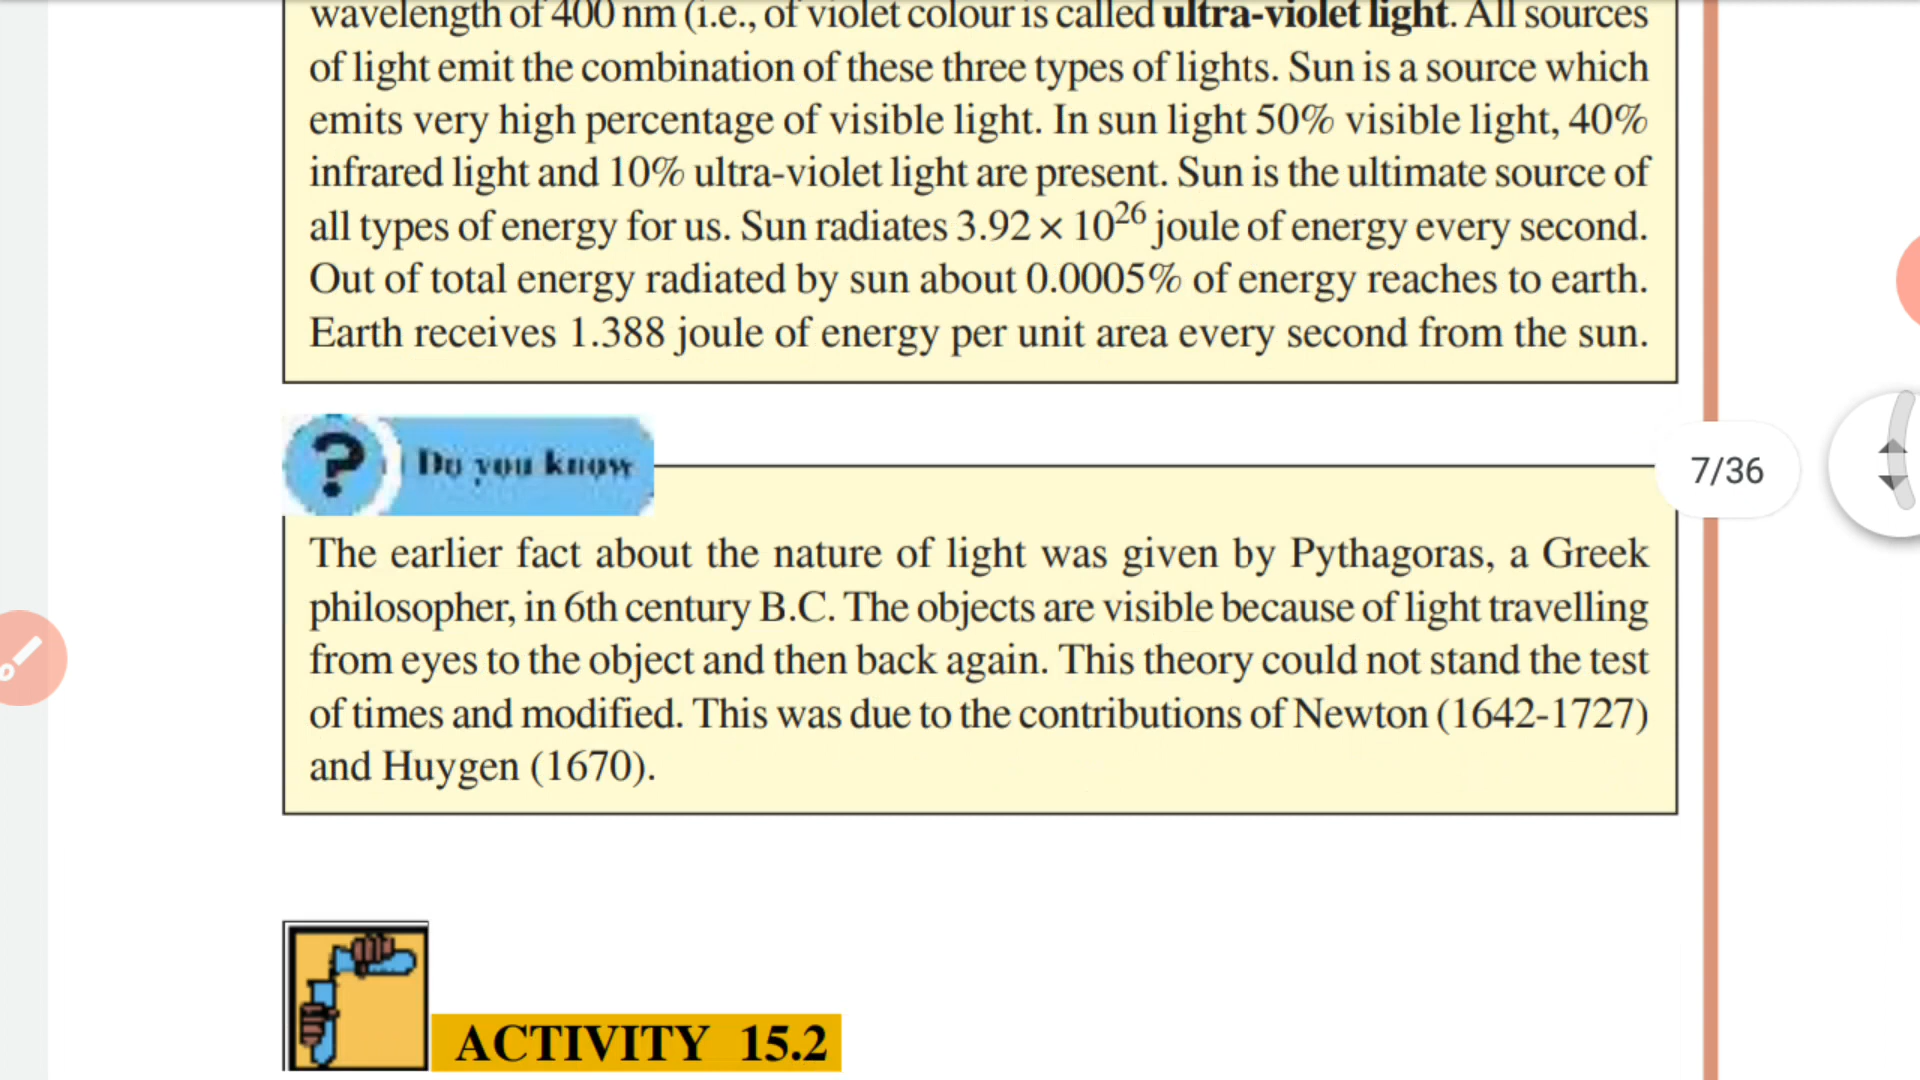 wavelength of 400 nm (i.e., of violet colour is called ultra-violet light. All sources
of light emit the combination of these three types of lights. Sun is a source which
emits very high percentage of visible light. In sun light 50% visible light, 40%
infrared light and 10% ultra-violet light are present. Sun is the ultimate source of
all types of energy for us. Sun radiates 3.92 × 10²⁶ joule of energy every second.
Out of total energy radiated by sun about 0.0005% of energy reaches to earth.
Earth receives 1.388 joule of energy per unit area every second from the sun.
? Do you know
7/36
The earlier fact about the nature of light was given by Pythagoras, a Greek
philosopher, in 6th century B.C. The objects are visible because of light travelling
from eyes to the object and then back again. This theory could not stand the test
of times and modified. This was due to the contributions of Newton (1642-1727)
and Huygen (1670).
ACTIVITY 15.2